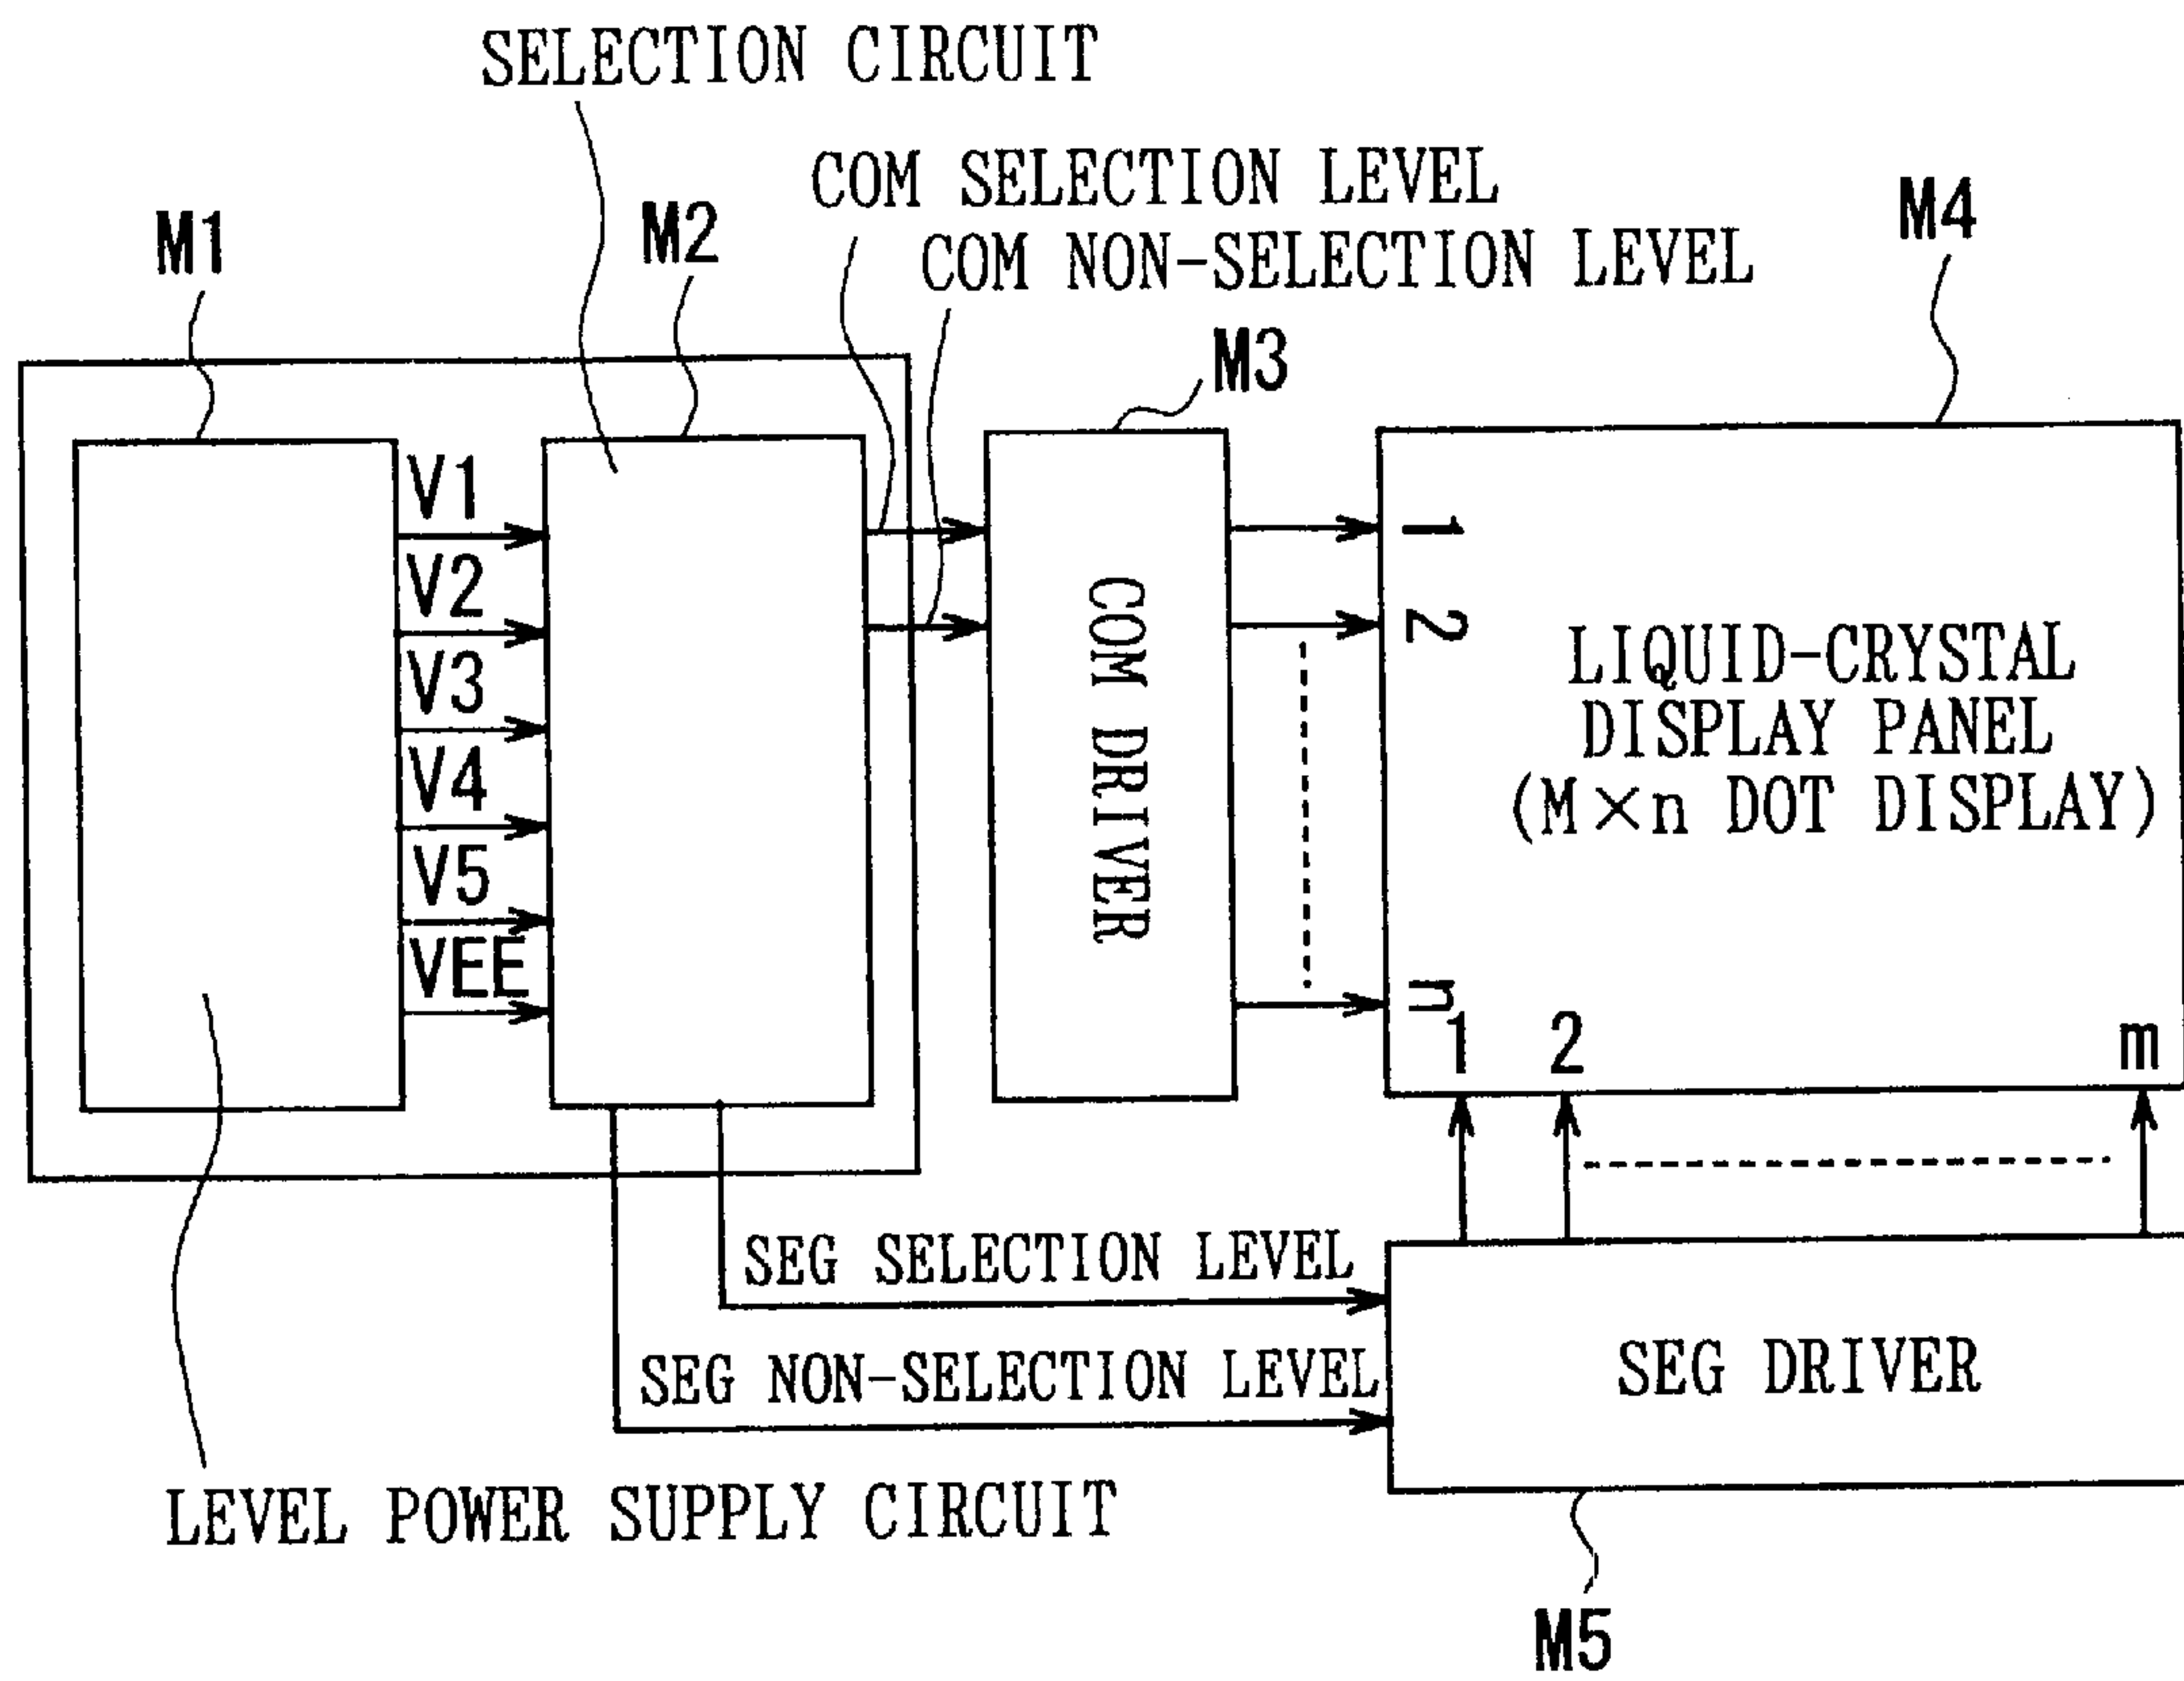 SELECTION CIRCUIT
COM SELECTION LEVEL
COM NON-SELECTION LEVEL
M1
M2
M3
M4
V1
V2
V3
V4
V5
VEE
COM DRIVER
1
2
n
LIQUID-CRYSTAL
DISPLAY PANEL
(M×n DOT DISPLAY)
1 2 m
SEG SELECTION LEVEL
SEG NON-SELECTION LEVEL
SEG DRIVER
LEVEL POWER SUPPLY CIRCUIT
M5